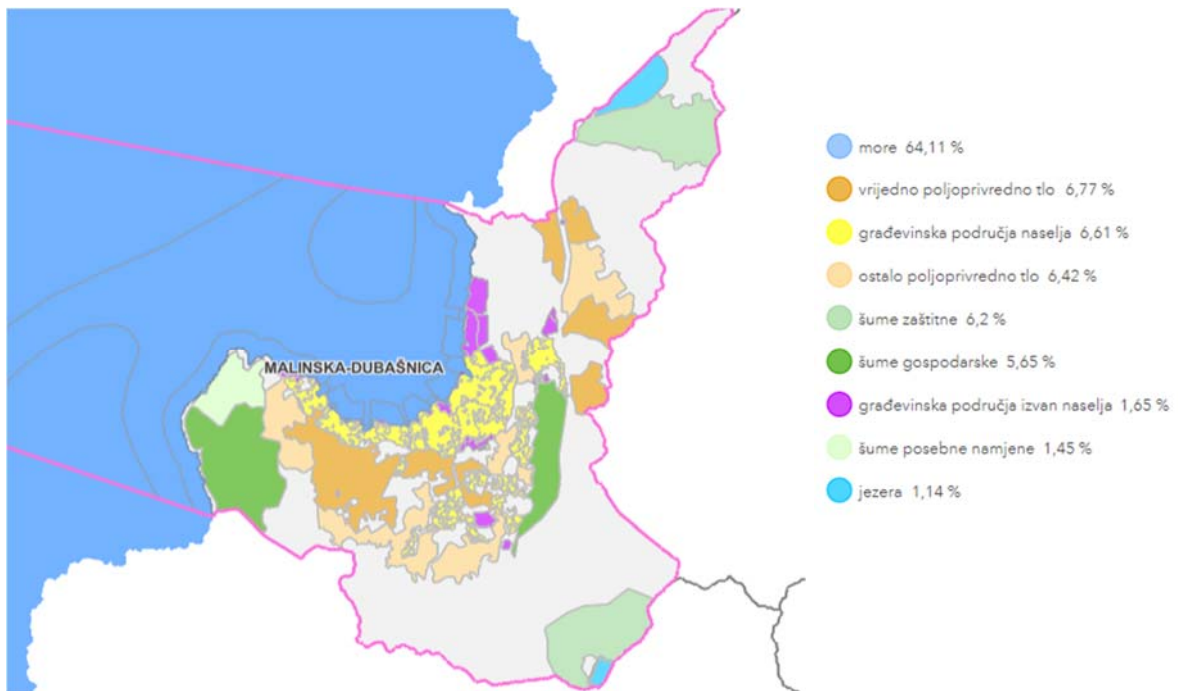 MALINSKA-DUBAŠNICA
more 64,11 %
vrijedno poljoprivredno tlo 6,77 %
građevinska područja naselja 6,61 %
ostalo poljoprivredno tlo 6,42 %
šume zaštitne 6,2 %
šume gospodarske 5,65 %
građevinska područja izvan naselja 1,65 %
šume posebne namjene 1,45 %
jezera 1,14 %